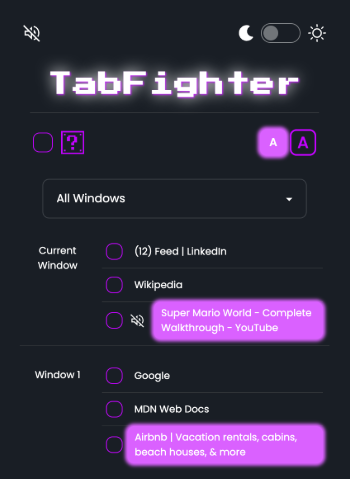 TabFighter
?
A A
All Windows
Current
Window
(12) Feed | LinkedIn
Wikipedia
Super Mario World - Complete
Walkthrough - YouTube
Window 1
Google
MDN Web Docs
Airbnb | Vacation rentals, cabins,
beach houses, & more